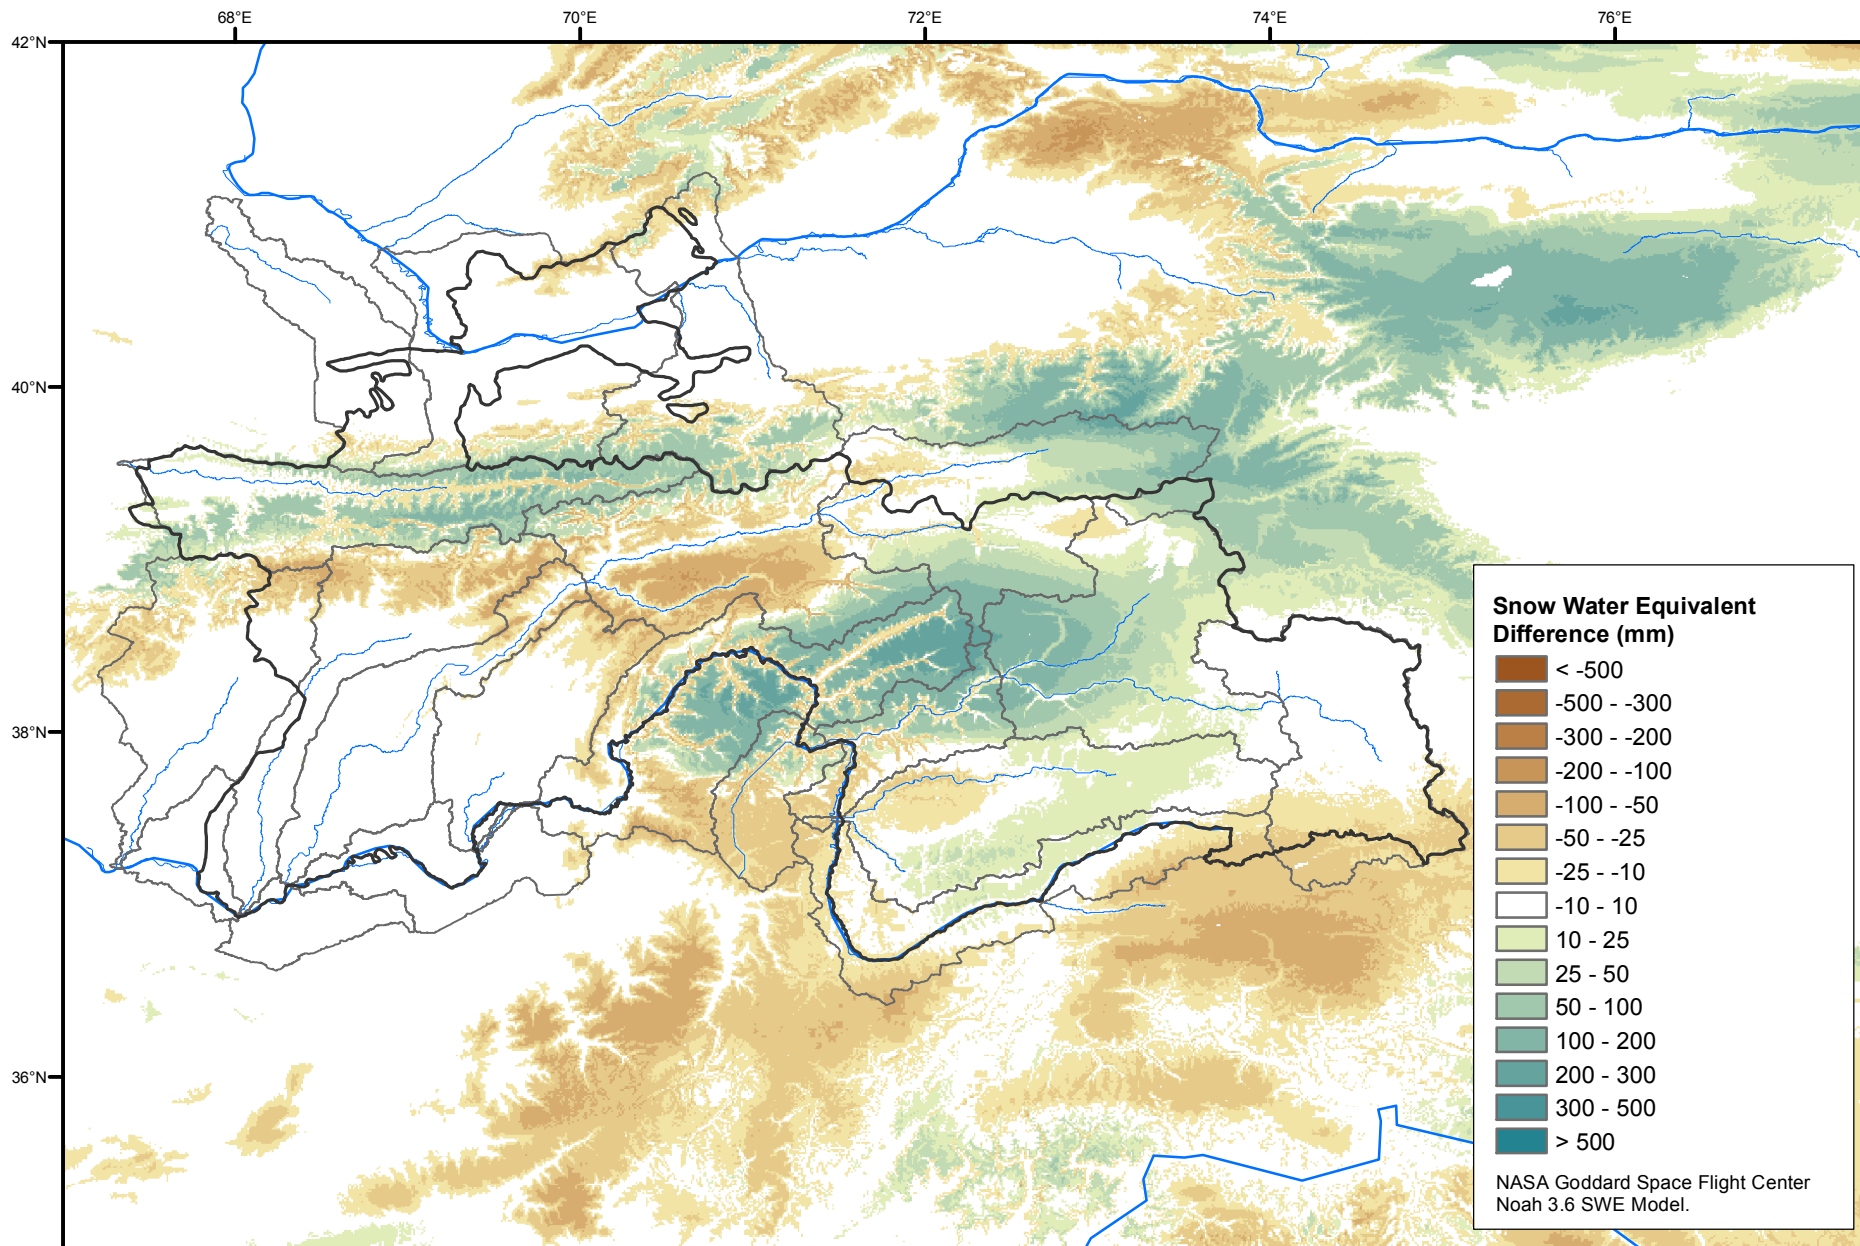 68°E 70°E 72°E 74°E 76°E
42°N
40°N
38°N
36°N
Snow Water Equivalent
Difference (mm)
< -500
-500 - -300
-300 - -200
-200 - -100
-100 - -50
-50 - -25
-25 - -10
-10 - 10
10 - 25
25 - 50
50 - 100
100 - 200
200 - 300
300 - 500
> 500
NASA Goddard Space Flight Center
Noah 3.6 SWE Model.